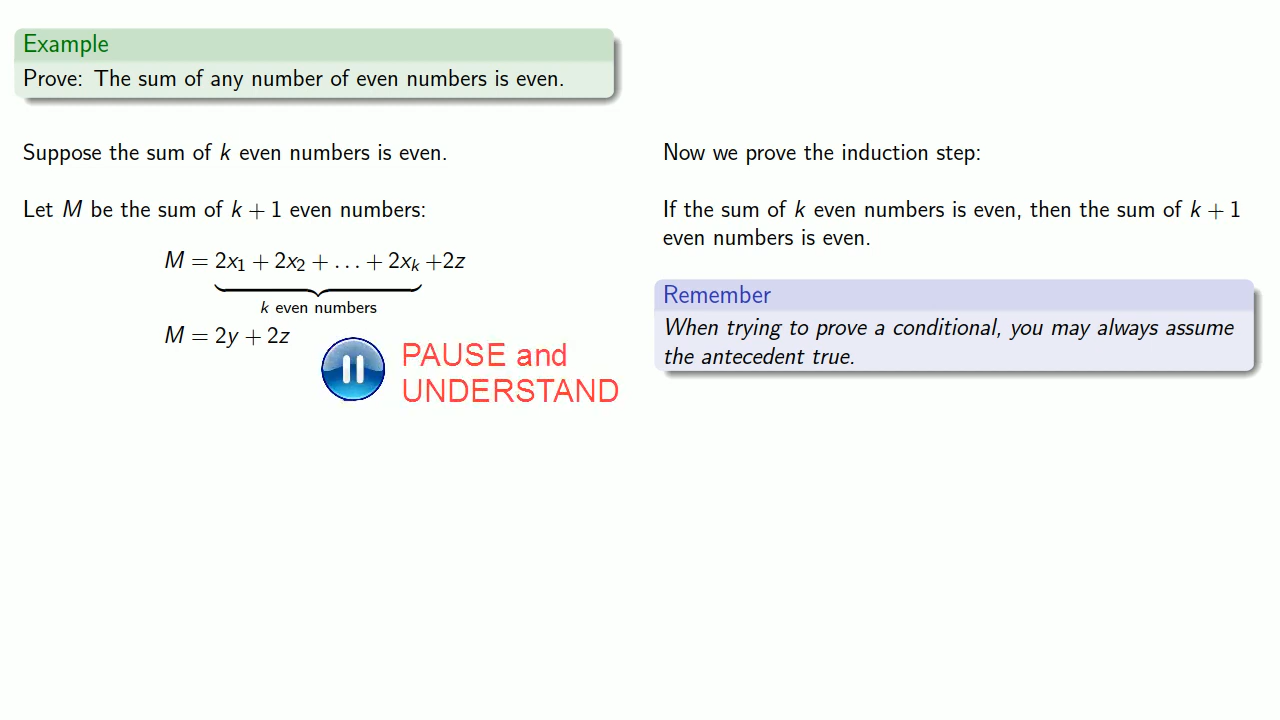 Example
Prove: The sum of any number of even numbers is even.
Suppose the sum of k even numbers is even.
Let M be the sum of k + 1 even numbers:
M = 2x₁ + 2x₂ + … + 2xₖ +2z
k even numbers
M = 2y + 2z
PAUSE and
UNDERSTAND
Now we prove the induction step:
If the sum of k even numbers is even, then the sum of k + 1
even numbers is even.
Remember
When trying to prove a conditional, you may always assume
the antecedent true.